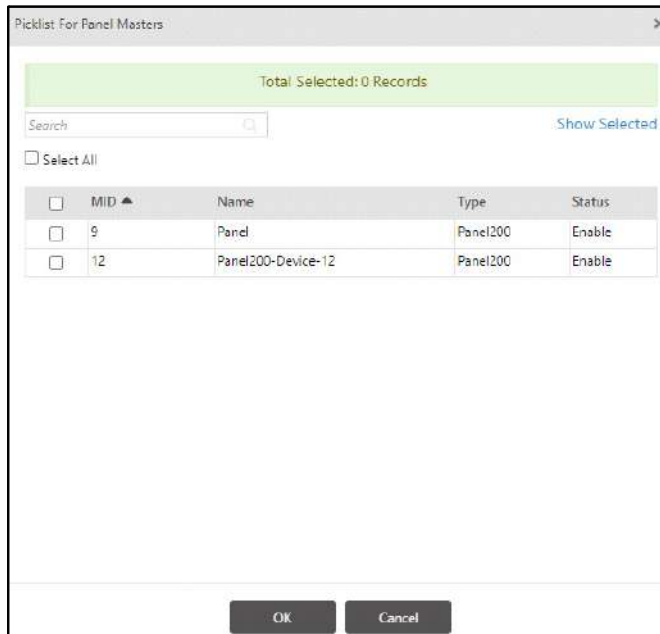 Picklist For Panel Masters
Total Selected: 0 Records
Search
Show Selected
Select All
MID Name Type Status
9 Panel Panel200 Enable
12 Panel200-Device-12 Panel200 Enable
OK Cancel